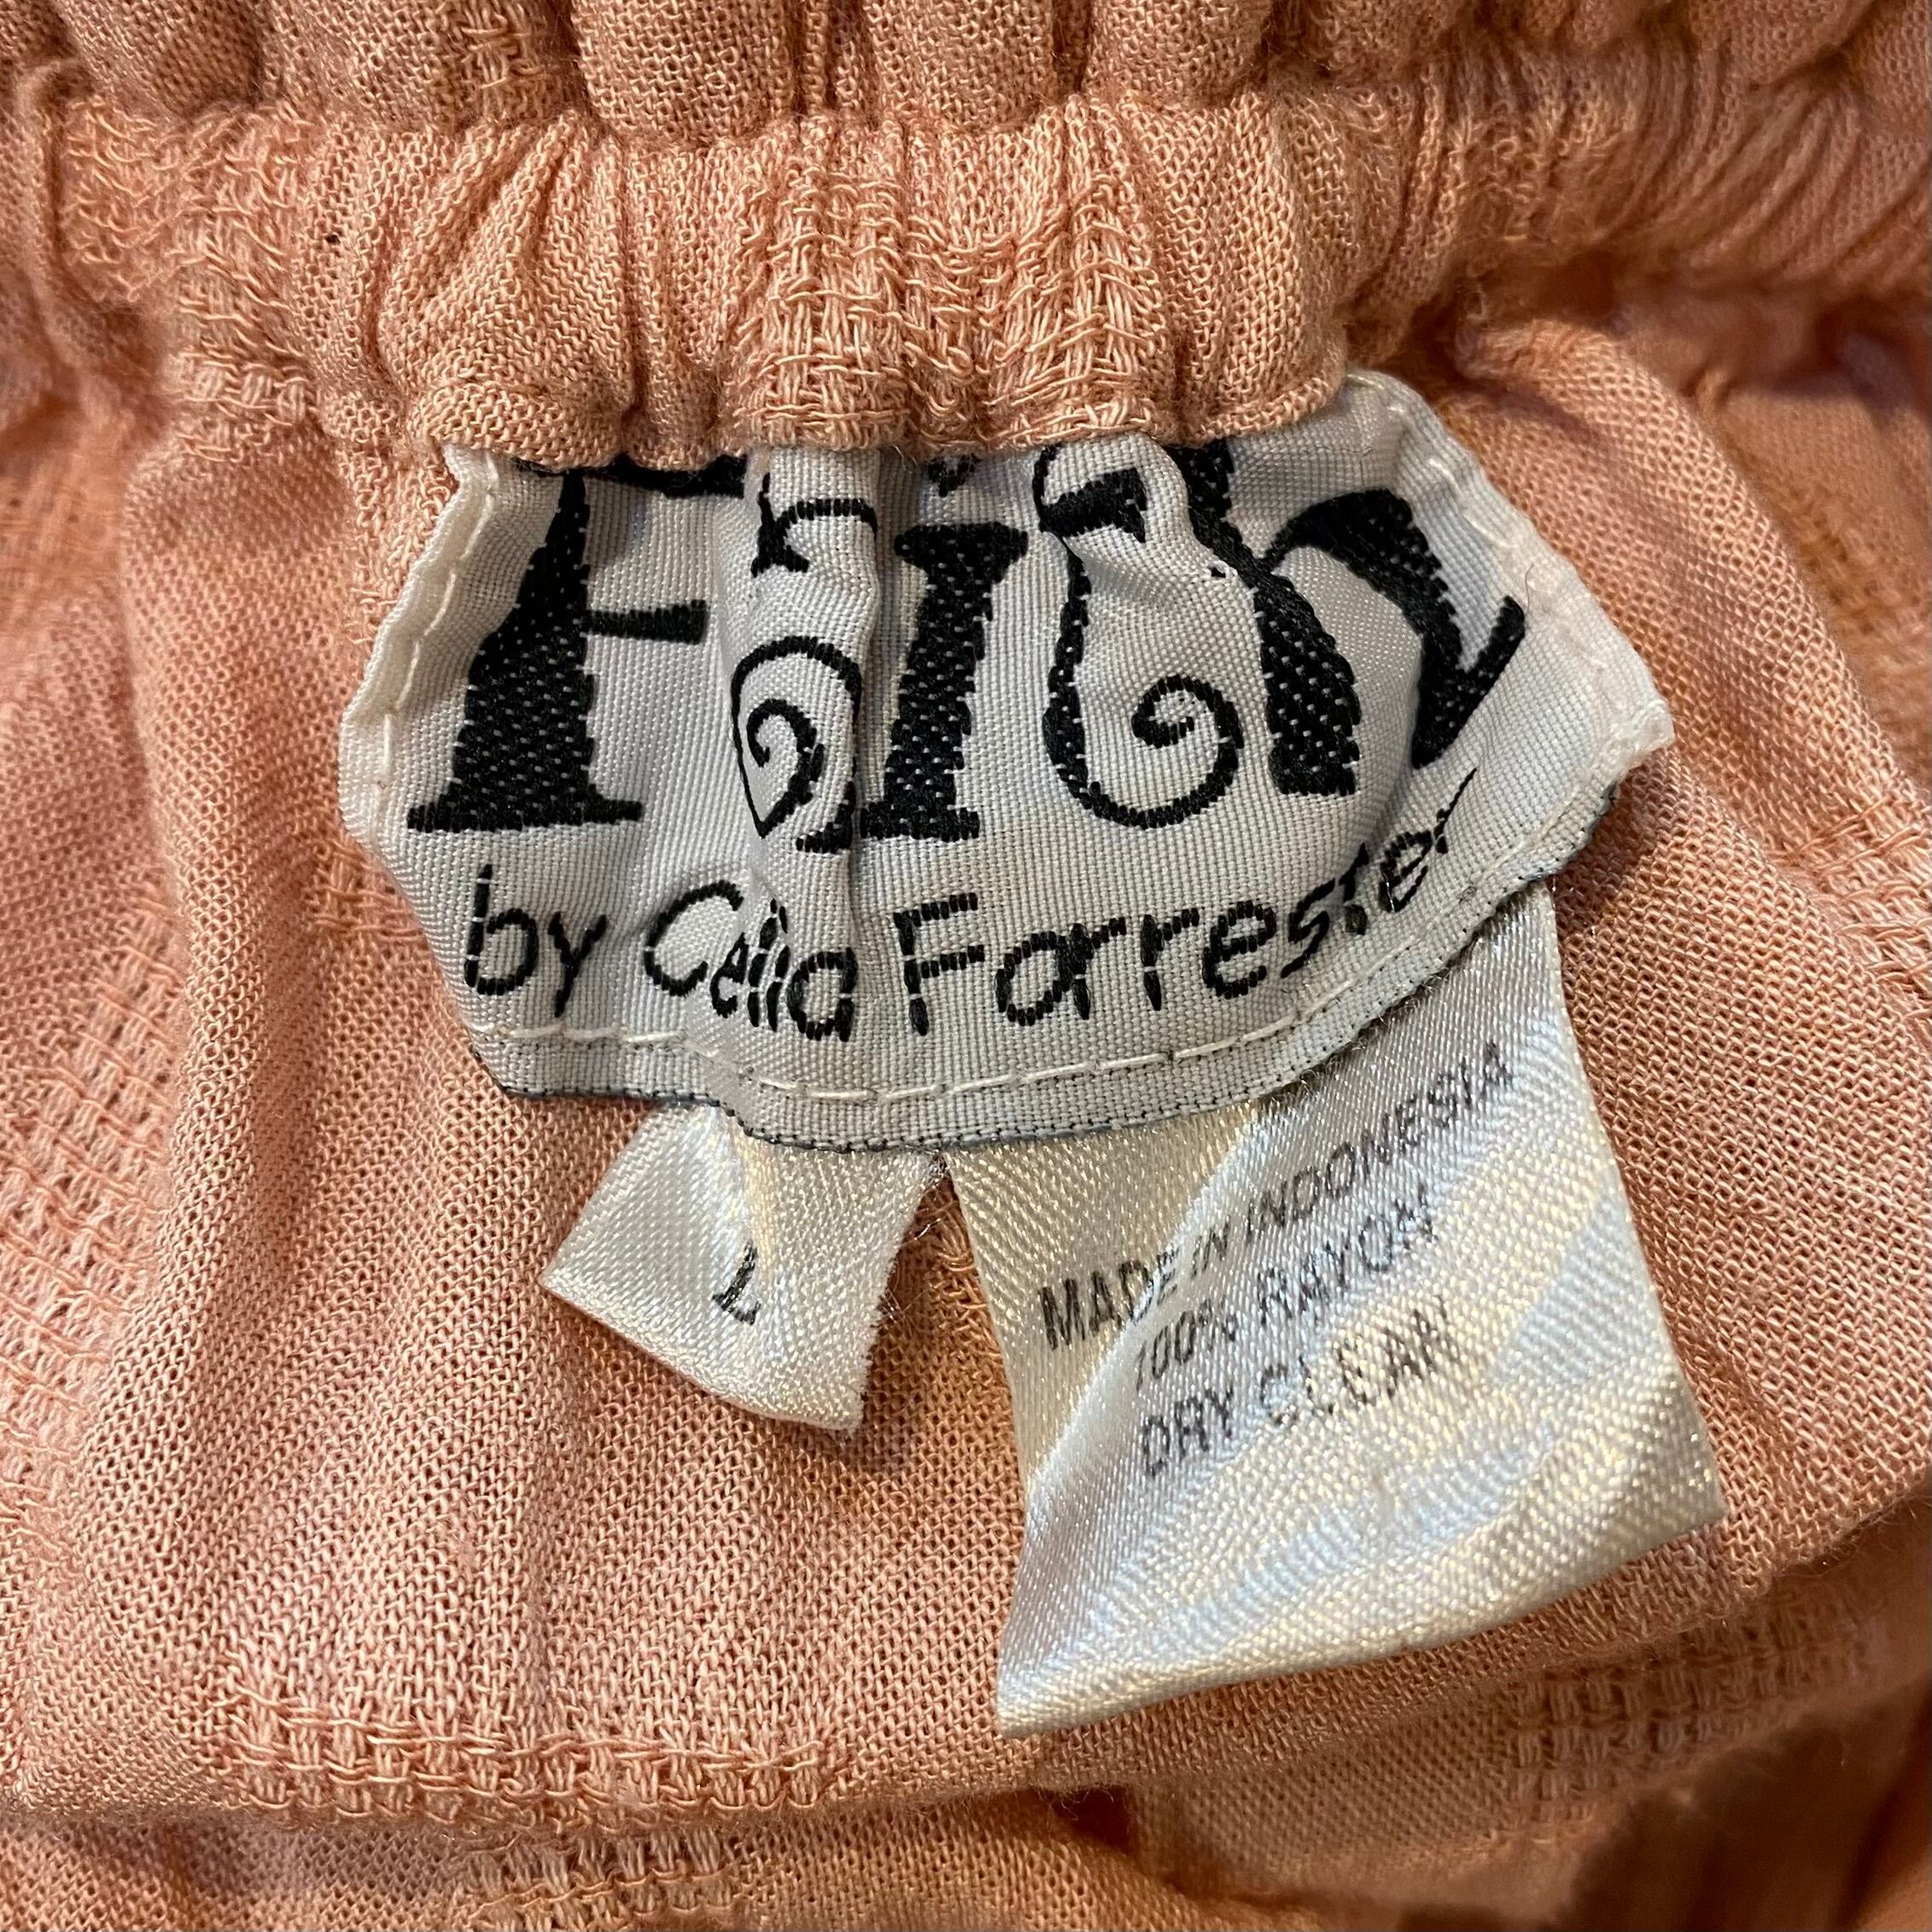 by Celia Farrester
L
MADE IN INDONESIA
100% RAYON
DRY CLEAN